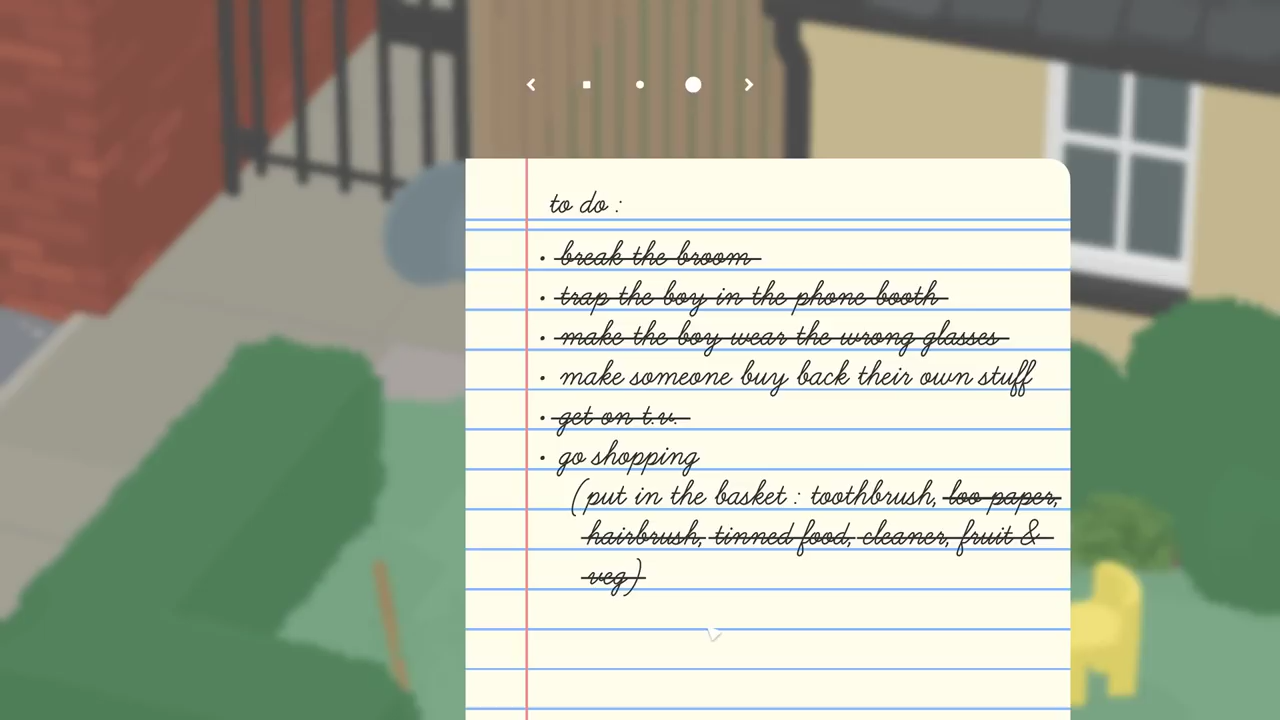 to do :
• break the broom
• trap the boy in the phone booth
• make the boy wear the wrong glasses
• make someone buy back their own stuff
• get on t.v.
• go shopping
(put in the basket : toothbrush, loo paper,
hairbrush, tinned food, cleaner, fruit &
veg)